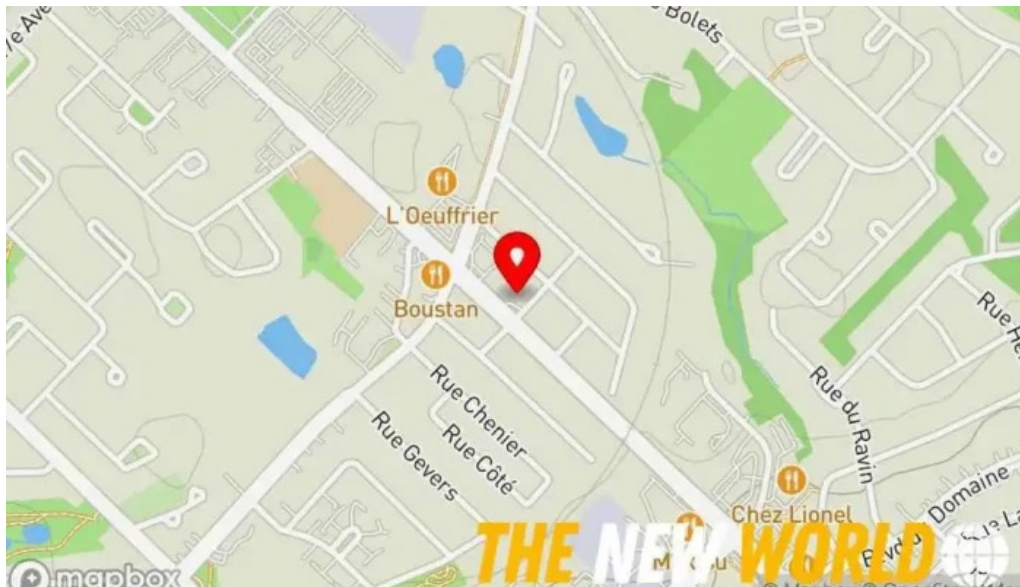 Bolets
L'Oeuffrier
Boustan
Rue Chenier
Rue Côté
Rue Gevers
Rue du Ravin
Chez Lionel
Domaine
THE NEW WORLD
mapbox